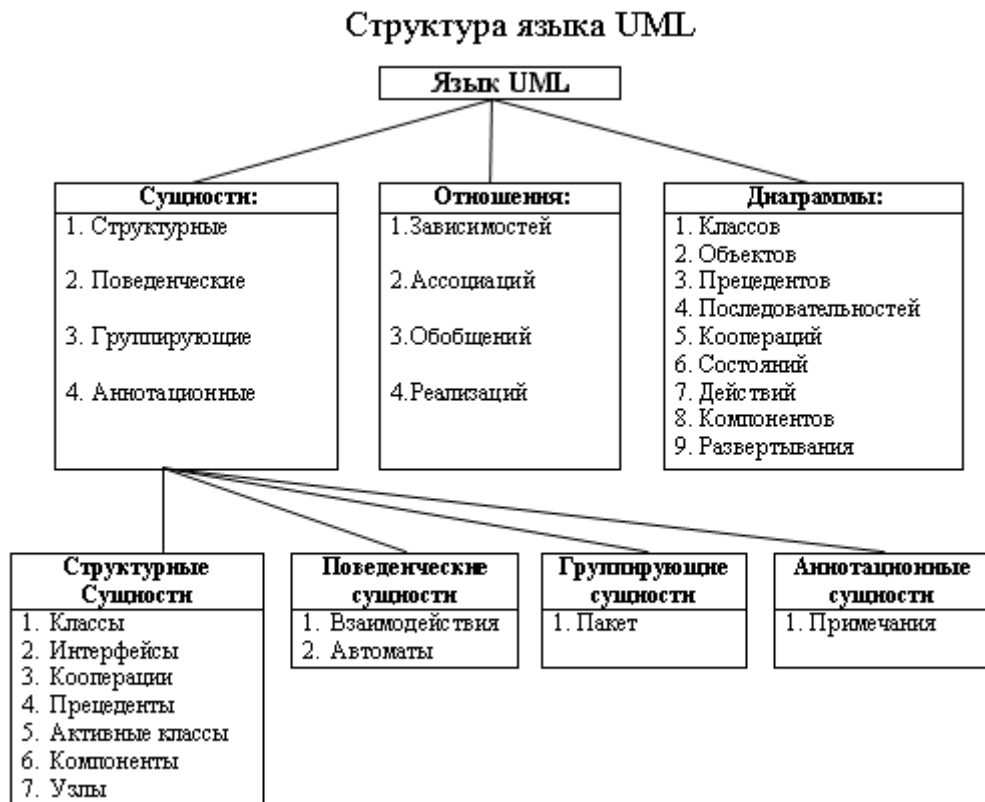 Структура языка UML
Язык UML
Сущности:
1. Структурные
2. Поведенческие
3. Группирующие
4. Аннотационные
Отношения:
1.Зависимостей
2.Ассоциаций
3.Обобщений
4.Реализаций
Диаграммы:
1. Классов
2. Объектов
3. Прецедентов
4. Последовательностей
5. Коопераций
6. Состояний
7. Действий
8. Компонентов
9. Развертывания
Структурные
Сущности
1. Классы
2. Интерфейсы
3. Кооперации
4. Прецеденты
5. Активные классы
6. Компоненты
7. Узлы
Поведенческие
сущности
1. Взаимодействия
2. Автоматы
Группирующие
сущности
1. Пакет
Аннотационные
сущности
1. Примечания